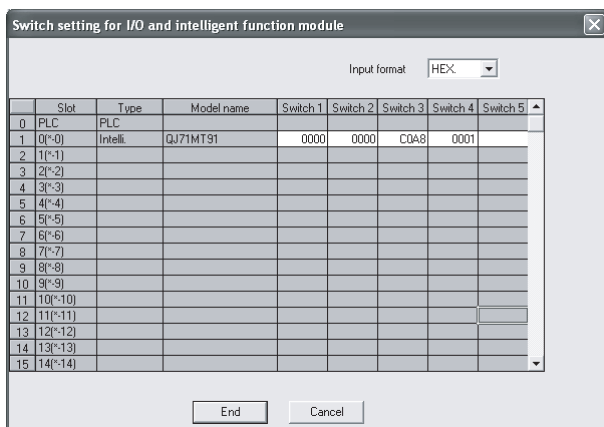 Switch setting for I/O and intelligent function module
Input format HEX.
Slot Type Model name Switch 1 Switch 2 Switch 3 Switch 4 Switch 5
0 PLC PLC
1 0(*-0) Intelli. QJ71MT91 0000 0000 C0A8 0001
2 1(*-1)
3 2(*-2)
4 3(*-3)
5 4(*-4)
6 5(*-5)
7 6(*-6)
8 7(*-7)
9 8(*-8)
10 9(*-9)
11 10(*-10)
12 11(*-11)
13 12(*-12)
14 13(*-13)
15 14(*-14)
End Cancel